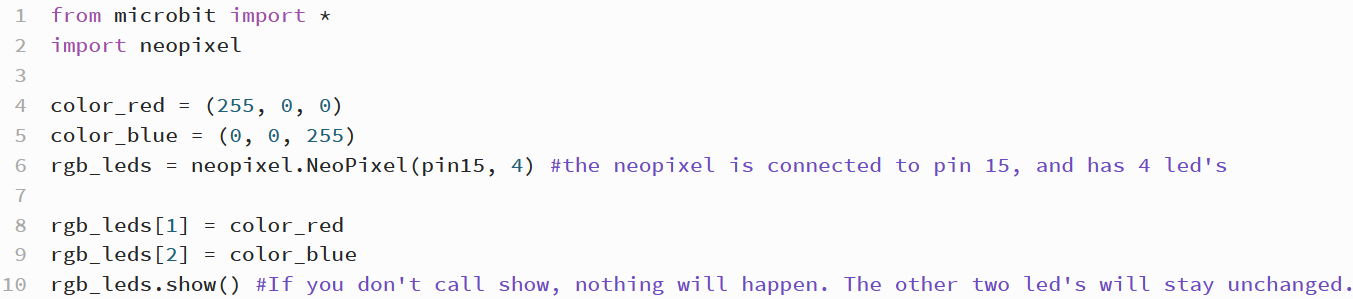 1 from microbit import *
2 import neopixel
3
4 color_red = (255, 0, 0)
5 color_blue = (0, 0, 255)
6 rgb_leds = neopixel.NeoPixel(pin15, 4) #the neopixel is connected to pin 15, and has 4 led's
7
8 rgb_leds[1] = color_red
9 rgb_leds[2] = color_blue
10 rgb_leds.show() #If you don't call show, nothing will happen. The other two led's will stay unchanged.